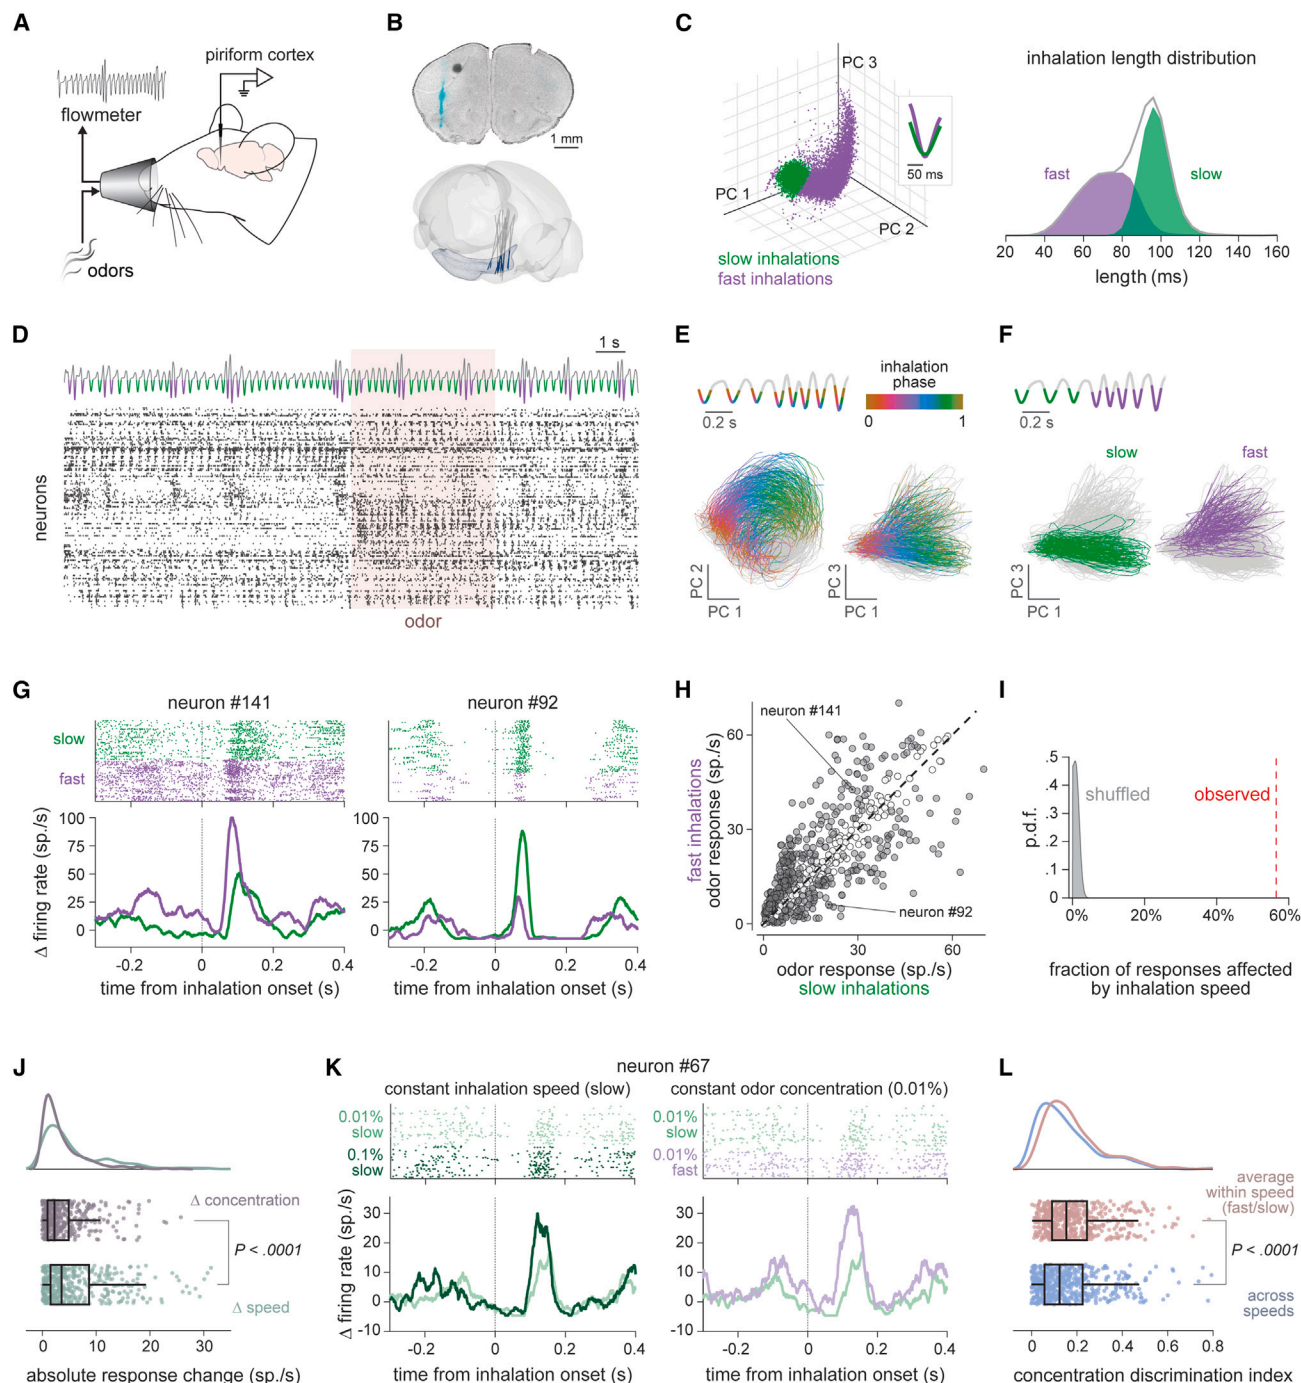 A
piriform cortex
flowmeter
odors
B
1 mm
C
PC 3
PC 1
PC 2
50 ms
slow inhalations
fast inhalations
inhalation length distribution
fast
slow
20 40 60 80 100 120 140 160
length (ms)
D
1 s
neurons
odor
E
inhalation
phase
0 1
0.2 s
PC 2
PC 1
PC 3
PC 1
F
0.2 s
slow
fast
PC 3
PC 1
G
neuron #141
neuron #92
slow
fast
100
75
50
25
0
Δ firing rate (sp./s)
-0.2 0 0.2 0.4
time from inhalation onset (s)
100
75
50
25
0
-0.2 0 0.2 0.4
time from inhalation onset (s)
H
neuron #141
neuron #92
60
30
0
fast inhalations
odor response (sp./s)
0 30 60
odor response (sp./s)
slow inhalations
I
.5
.4
.3
.2
.1
0
p.d.f.
shuffled
observed
0% 20% 40% 60%
fraction of responses affected
by inhalation speed
J
Δ concentration
P < .0001
Δ speed
0 10 20 30
absolute response change (sp./s)
K
neuron #67
constant inhalation speed (slow)
constant odor concentration (0.01%)
0.01%
slow
0.1%
slow
0.01%
slow
0.01%
fast
30
20
10
0
-10
Δ firing rate (sp./s)
-0.2 0 0.2 0.4
time from inhalation onset (s)
30
20
10
0
-10
-0.2 0 0.2 0.4
time from inhalation onset (s)
L
average
within speed
(fast/slow)
P < .0001
across
speeds
0 0.2 0.4 0.6 0.8
concentration discrimination index